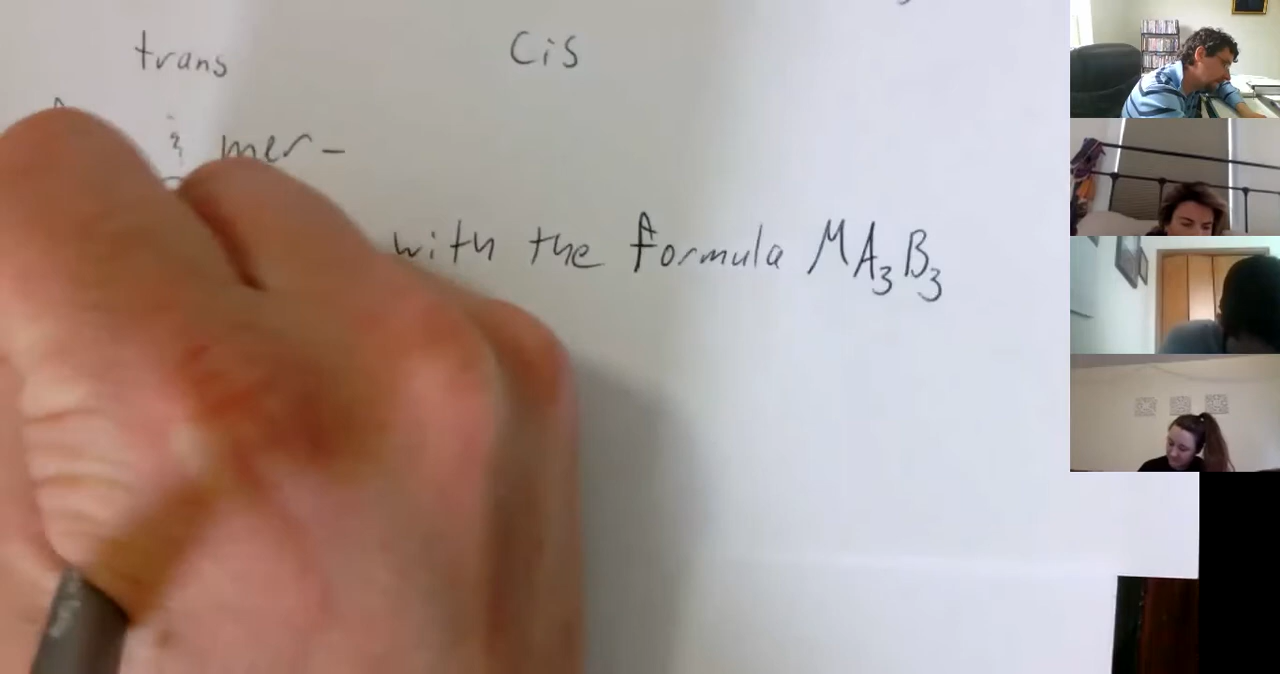 trans cis
& mer-
with the formula MA₃B₃